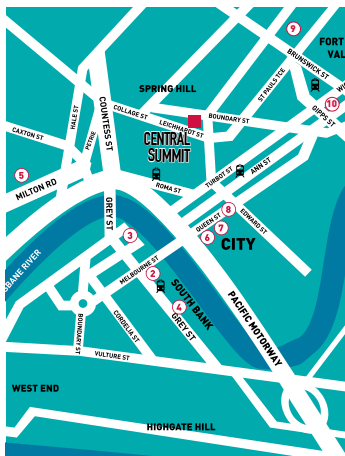 9
FORT
VAL
BRUNSWICK ST
ST PAULS TCE
SPRING HILL
10
GIPPS ST
HALE ST
COUNTESS ST
COLLAGE ST
LEICHHARDT ST
BOUNDARY ST
CAXTON ST
PETRIE
CENTRAL
SUMMIT
5
MILTON RD
ROMA ST
TURBOT ST
ANN ST
GREY ST
QUEEN ST
8
EDWARD ST
7
6
CITY
3
SBANE RIVER
MELBOURNE ST
2
SOUTH BANK
4
GREY ST
PACIFIC MOTORWAY
BOUNDARY ST
CORDELIA ST
VULTURE ST
WEST END
HIGHGATE HILL